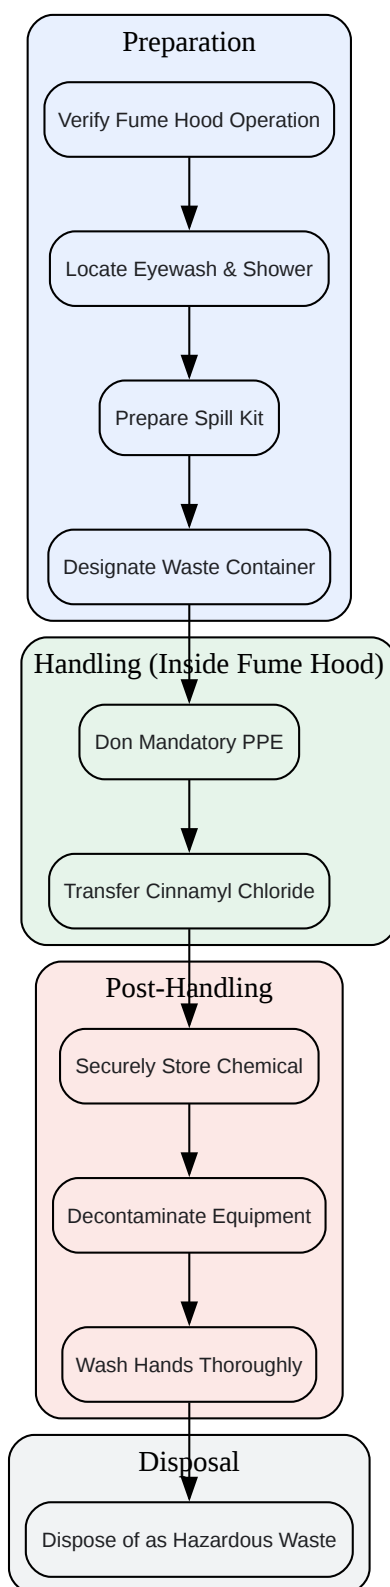 Preparation
Verify Fume Hood Operation
Locate Eyewash & Shower
Prepare Spill Kit
Designate Waste Container
Handling (Inside Fume Hood)
Don Mandatory PPE
Transfer Cinnamyl Chloride
Post-Handling
Securely Store Chemical
Decontaminate Equipment
Wash Hands Thoroughly
Disposal
Dispose of as Hazardous Waste